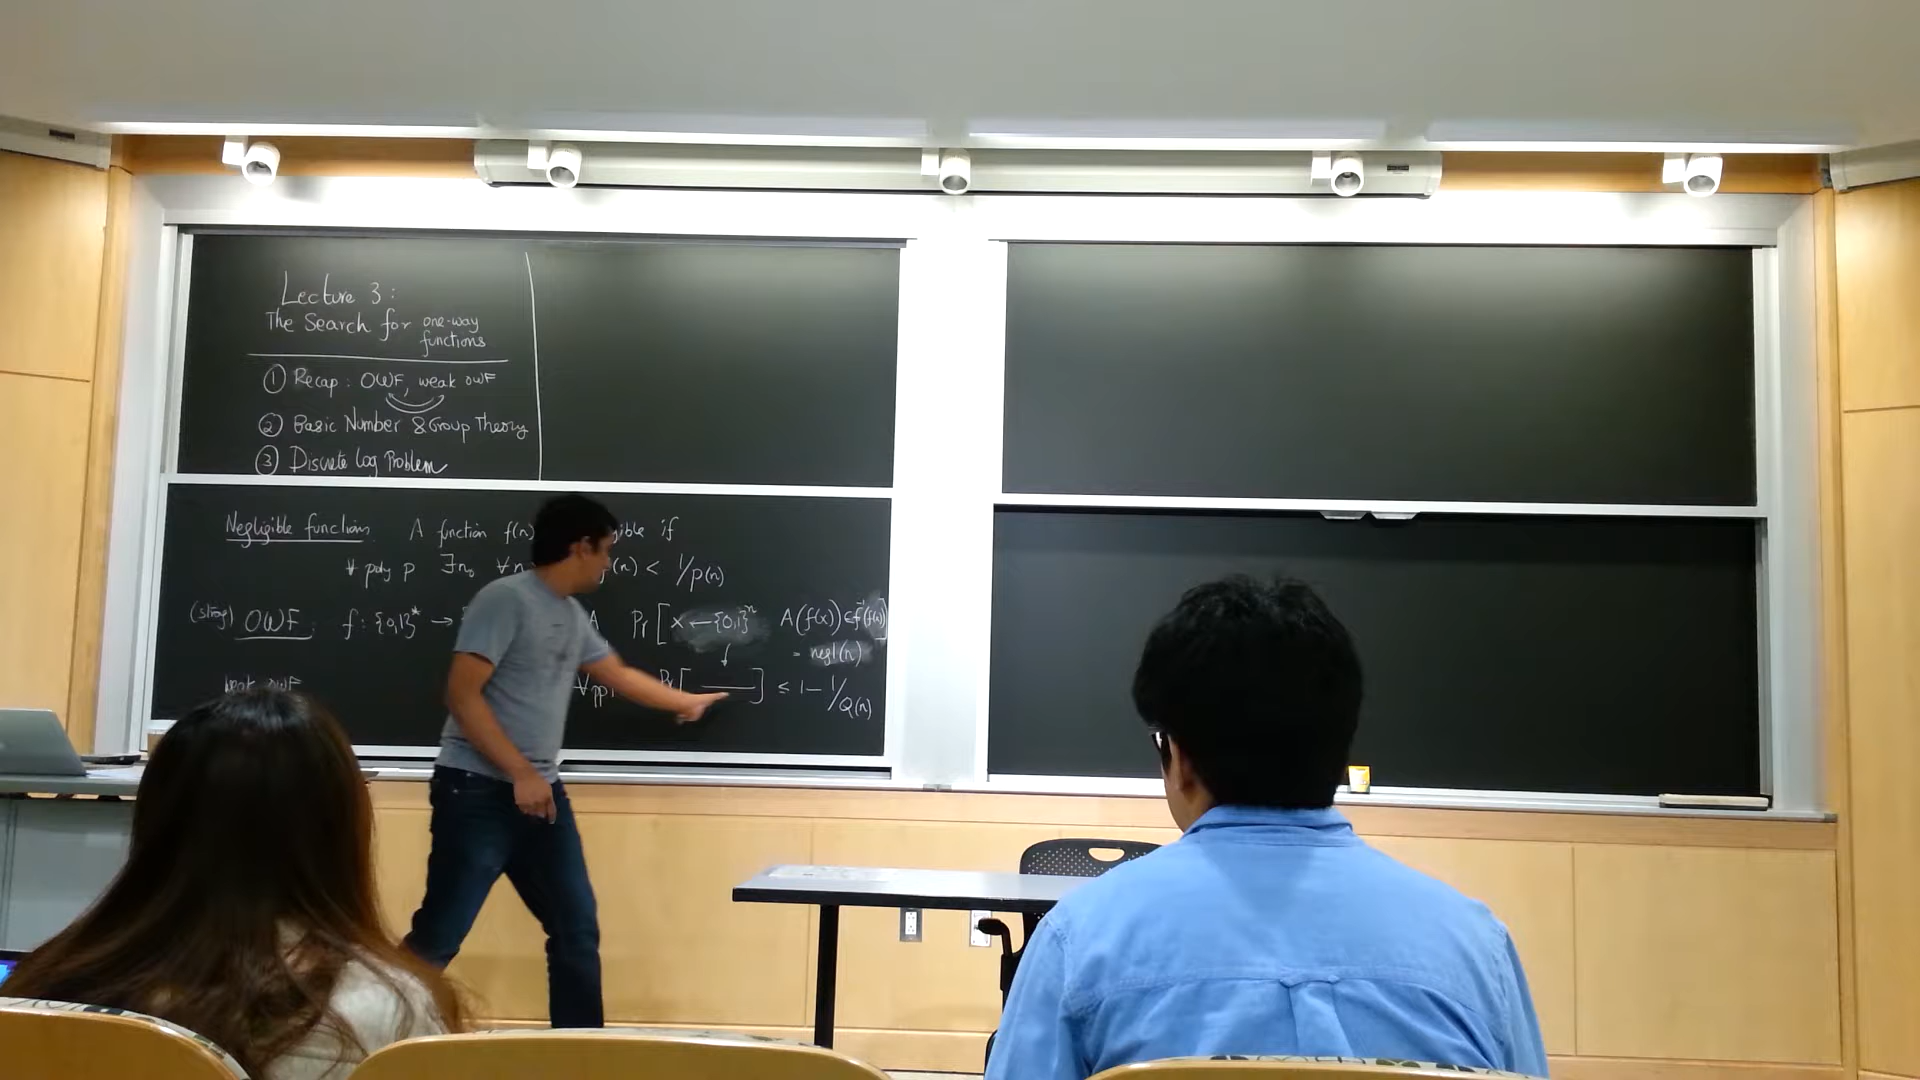 Lecture 3:
The Search for one-way functions
① Recap: OWF, weak OWF
② Basic Number & Group Theory
③ Discrete Log Problem
Negligible functions A function f(n) if
∀ poly p ∃n₀ ∀n (n) < 1/p(n)
(strong) OWF: f: {0,1}* → A Pr[x ← {0,1}ⁿ A(f(x)) ∈ f⁻¹(f(x))]
= negl(n)
weak OWF ∀ppt Pr[ ] ≤ 1 - 1/Q(n)